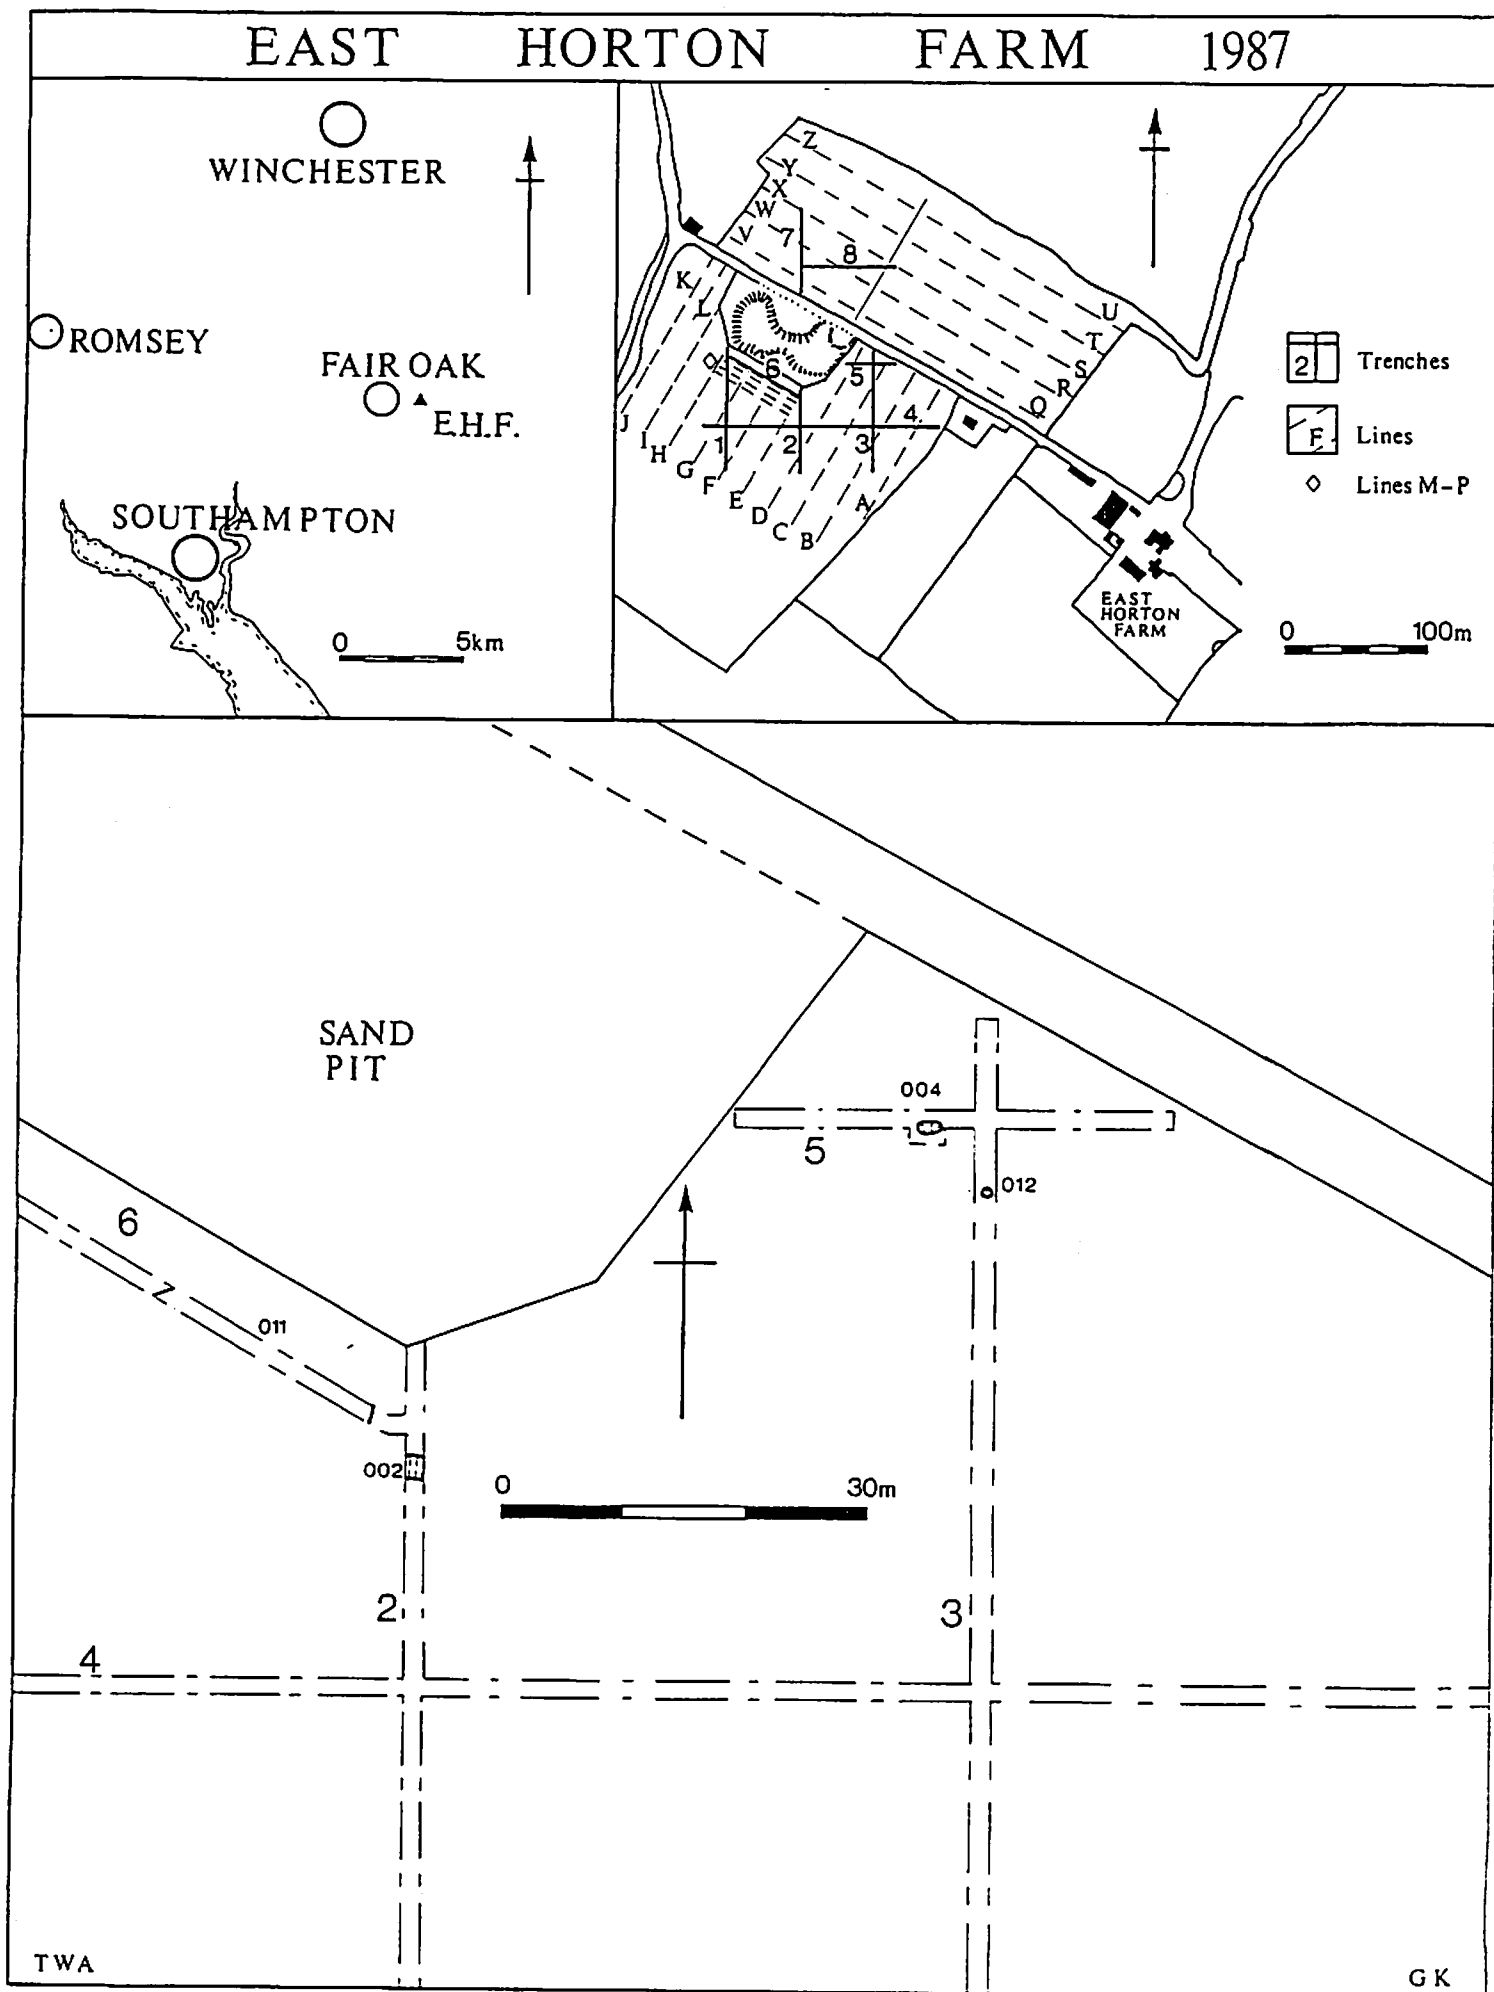 EAST HORTON FARM 1987
WINCHESTER
ROMSEY
FAIR OAK
E.H.F.
SOUTHAMPTON
0 5km
Z
Y
X
W
V
7
8
K
L
U
T
S
R
Q
6
5
4
J
I
H
G
1
F
E
2
D
C
B
3
A
EAST
HORTON
FARM
2 Trenches
F Lines
Lines M-P
0 100m
SAND
PIT
004
5
012
6
011
002
0 30m
2
3
4
TWA
GK